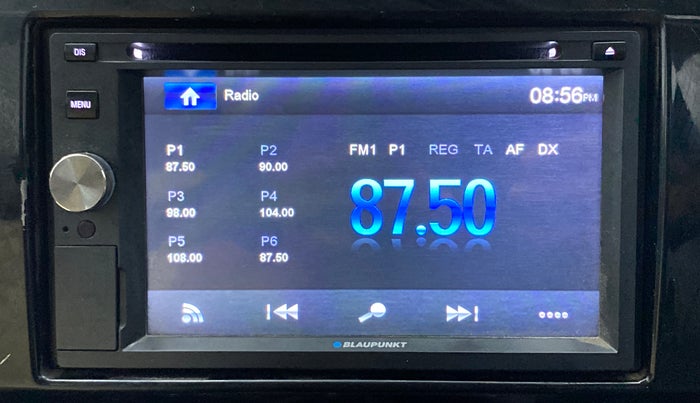 DIS
MENU
Radio
08:56PM
P1
87.50
P2
90.00
P3
98.00
P4
104.00
P5
108.00
P6
87.50
FM1 P1 REG TA AF DX
87.50
BLAUPUNKT